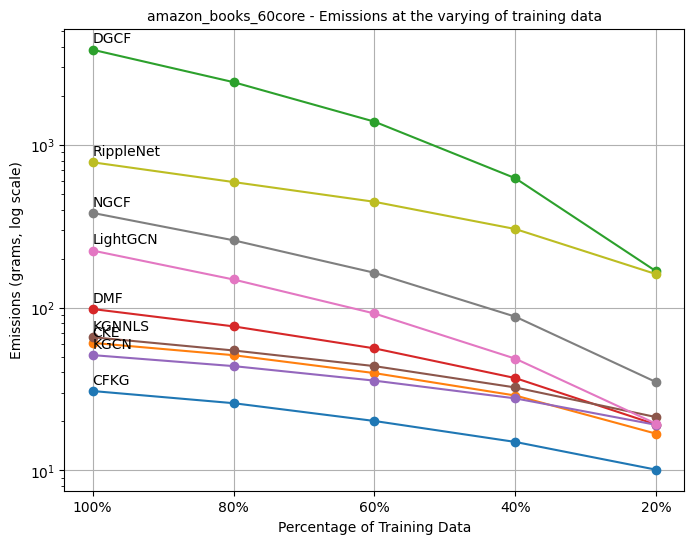 amazon_books_60core - Emissions at the varying of training data
Emissions (grams, log scale)
10³
10²
10¹
DGCF
RippleNet
NGCF
LightGCN
DMF
KGNNLS
CKE
KGCN
CFKG
100% 80% 60% 40% 20%
Percentage of Training Data